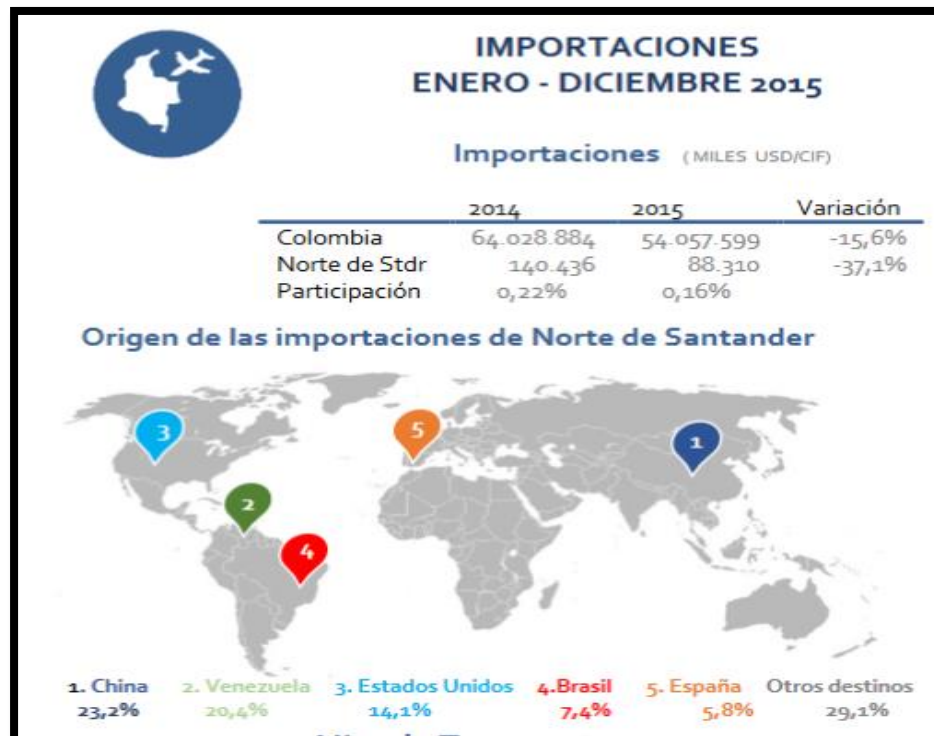 IMPORTACIONES
ENERO - DICIEMBRE 2015
Importaciones (MILES USD/CIF)
2014 2015 Variación
Colombia 64.028.884 54.057.599 -15,6%
Norte de Stdr 140.436 88.310 -37,1%
Participación 0,22% 0,16%
Origen de las importaciones de Norte de Santander
3 5 1
2
4
1. China 2. Venezuela 3. Estados Unidos 4.Brasil 5. España Otros destinos
23,2% 20,4% 14,1% 7,4% 5,8% 29,1%